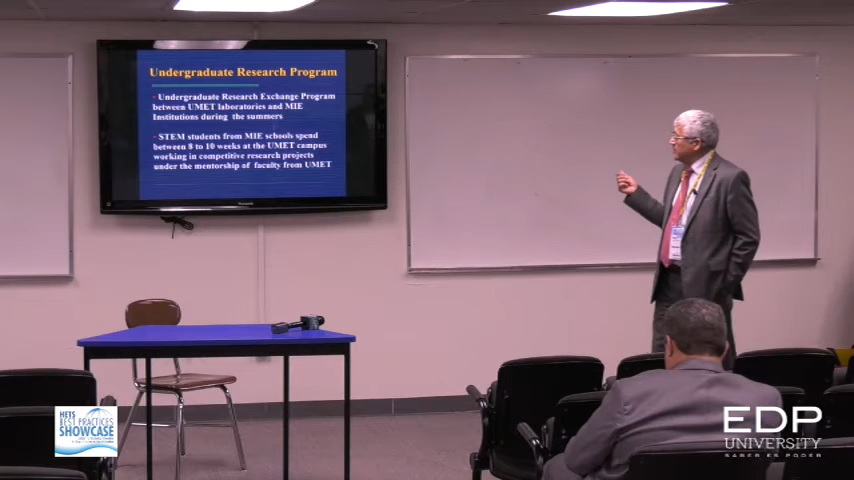 Undergraduate Research Program
- Undergraduate Research Exchange Program
between UMET laboratories and MIE
Institutions during the summers
- STEM students from MIE schools spend
between 8 to 10 weeks at the UMET campus
working in competitive research projects
under the mentorship of faculty from UMET
Panasonic
HETS
BEST PRACTICES
SHOWCASE
EDP
UNIVERSITY
SABER ES PODER